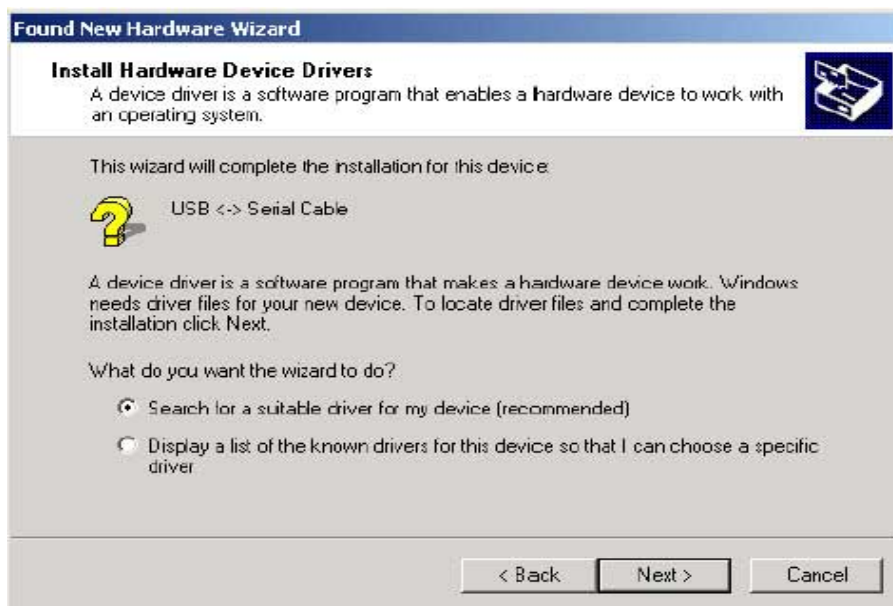 Found New Hardware Wizard
Install Hardware Device Drivers
A device driver is a software program that enables a hardware device to work with
an operating system.
This wizard will complete the installation for this device:
USB <-> Serial Cable
A device driver is a software program that makes a hardware device work. Windows
needs driver files for your new device. To locate driver files and complete the
installation click Next.
What do you want the wizard to do?
Search for a suitable driver for my device (recommended)
Display a list of the known drivers for this device so that I can choose a specific
driver
< Back
Next >
Cancel